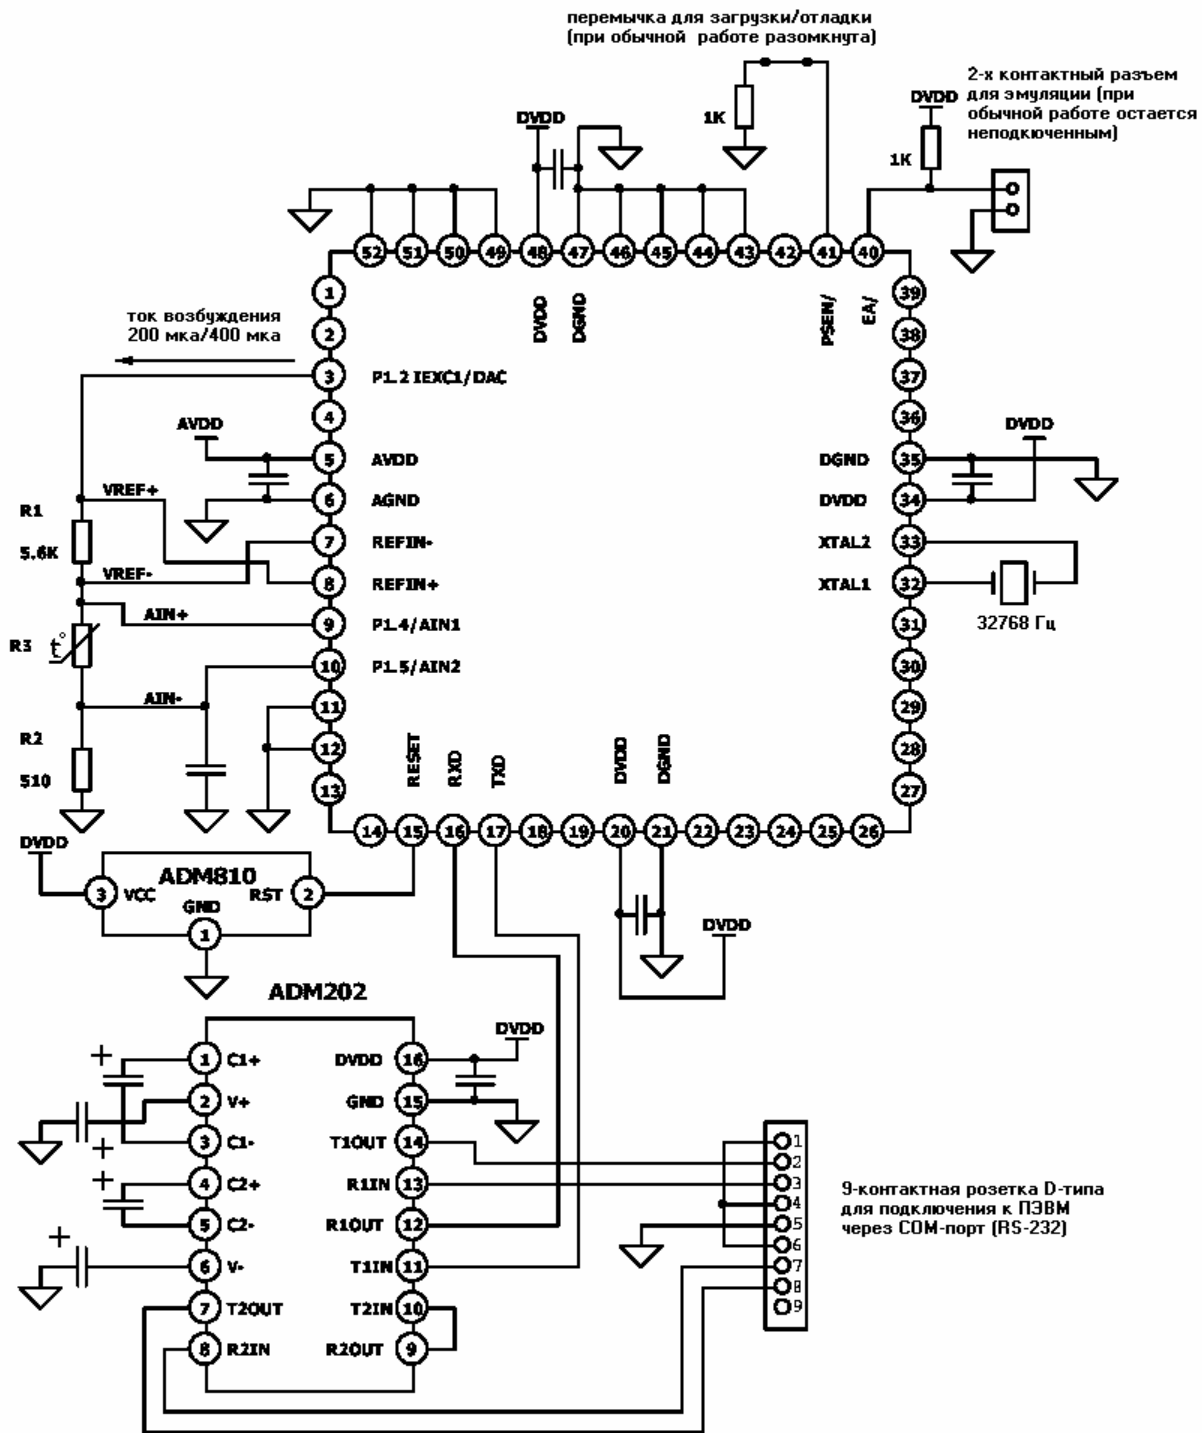 перемычка для загрузки/отладки
(при обычной работе разомкнута)
2-х контактный разъем
для эмуляции (при
обычной работе остается
неподкюченным)
DVDD
1K
DVDD
1K
52 51 50 49 48 47 46 45 44 43 42 41 40
DVDD
DGND
PSEN/
EA/
ток возбуждения
200 мка/400 мка
1
2
3 P1.2 IEXC1/DAC
4
AVDD
5 AVDD
6 AGND
7 REFIN-
8 REFIN+
9 P1.4/AIN1
10 P1.5/AIN2
11
12
13
VREF+
R1
5.6K
VREF-
AIN+
R3 t°
AIN-
R2
510
39
38
37
36
DVDD
DGND 35
DVDD 34
XTAL2 33
XTAL1 32
32768 Гц
31
30
29
28
27
RESET
RXD
TXD
DVDD
DGND
14 15 16 17 18 19 20 21 22 23 24 25 26
DVDD
ADM810
3 VCC RST 2
GND
1
DVDD
ADM202
DVDD
+
1 C1+ DVDD 16
2 V+ GND 15
+
3 C1- T1OUT 14
+
4 C2+ R1IN 13
5 C2- R1OUT 12
+
6 V- T1IN 11
7 T2OUT T2IN 10
8 R2IN R2OUT 9
1
2
3
4
5
6
7
8
9
9-контактная розетка D-типа
для подключения к ПЭВМ
через COM-порт (RS-232)